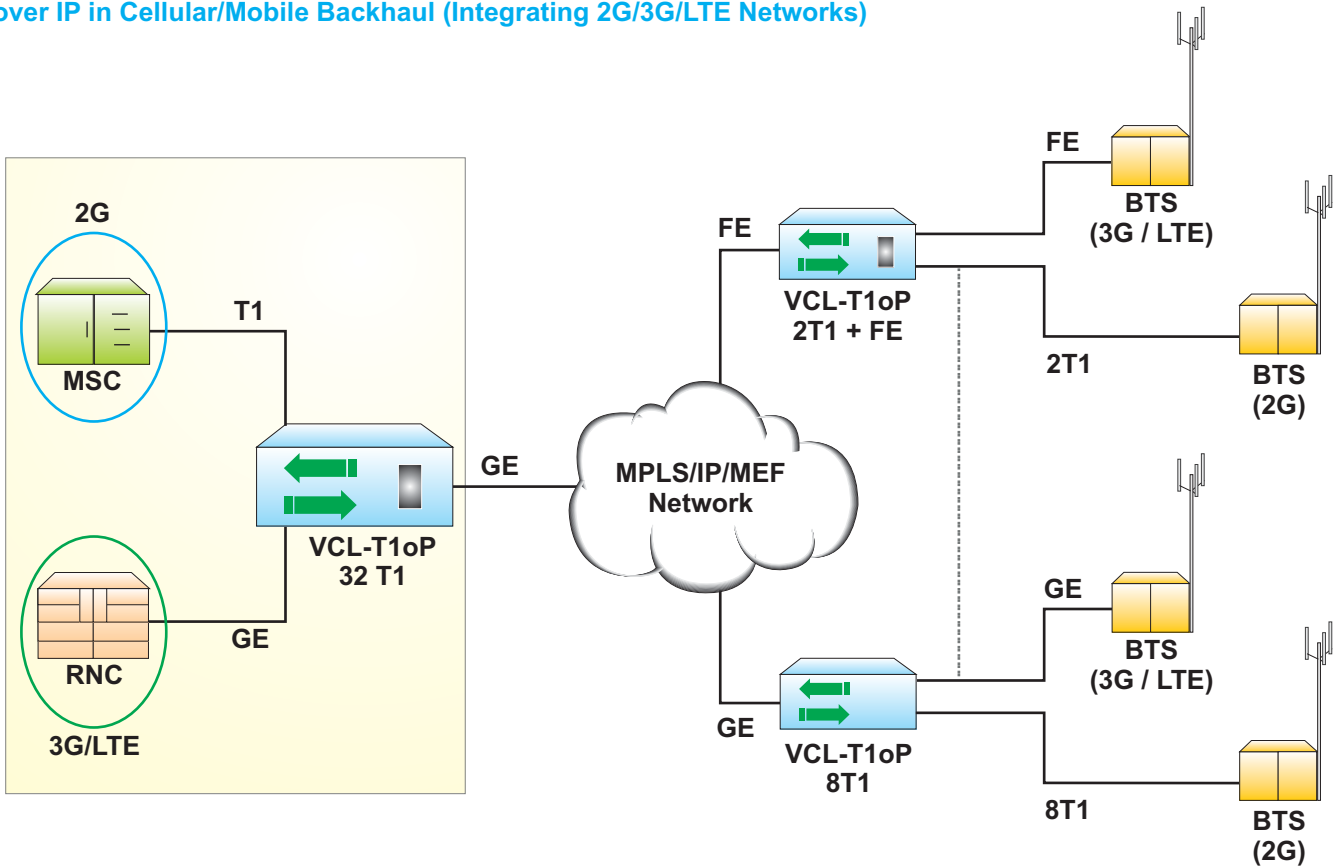 over IP in Cellular/Mobile Backhaul (Integrating 2G/3G/LTE Networks)
2G
MSC
T1
VCL-T1oP
32 T1
GE
RNC
3G/LTE
GE
MPLS/IP/MEF
Network
FE
VCL-T1oP
2T1 + FE
FE
BTS
(3G / LTE)
2T1
BTS
(2G)
GE
VCL-T1oP
8T1
GE
BTS
(3G / LTE)
8T1
BTS
(2G)